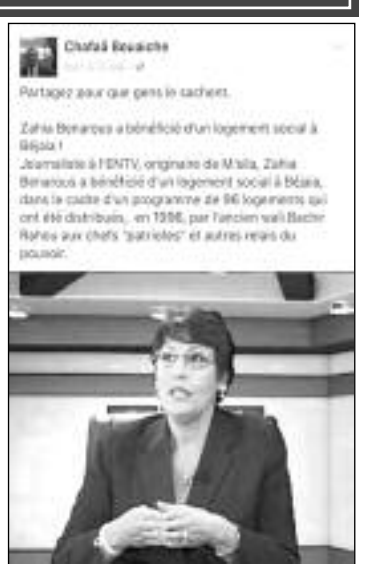 Chafaâ Bouaiche
Partagez pour que gens le sachent.
Zahia Benarous a bénéficié d'un logement social à
Béjaia !
Journaliste à l'ENTV, originaire de M'sila, Zahia
Benarous a bénéficié d'un logement social à Béjaia,
dans le cadre d'un programme de 96 logements qui
ont été distribués, en 1996, par l'ancien wali Bachir
Rahou aux chefs "patriotes" et autres relais du
pouvoir.